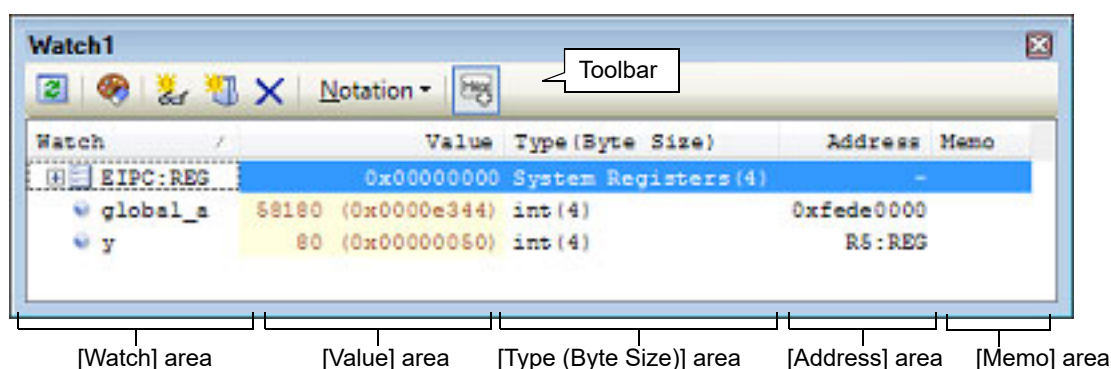 Watch1
Toolbar
Notation
Hex
Watch Value Type(Byte Size) Address Memo
EIPC:REG 0x00000000 System Registers(4) -
global_a 58180 (0x0000e344) int(4) 0xfede0000
y 80 (0x00000050) int(4) R5:REG
[Watch] area [Value] area [Type (Byte Size)] area [Address] area [Memo] area